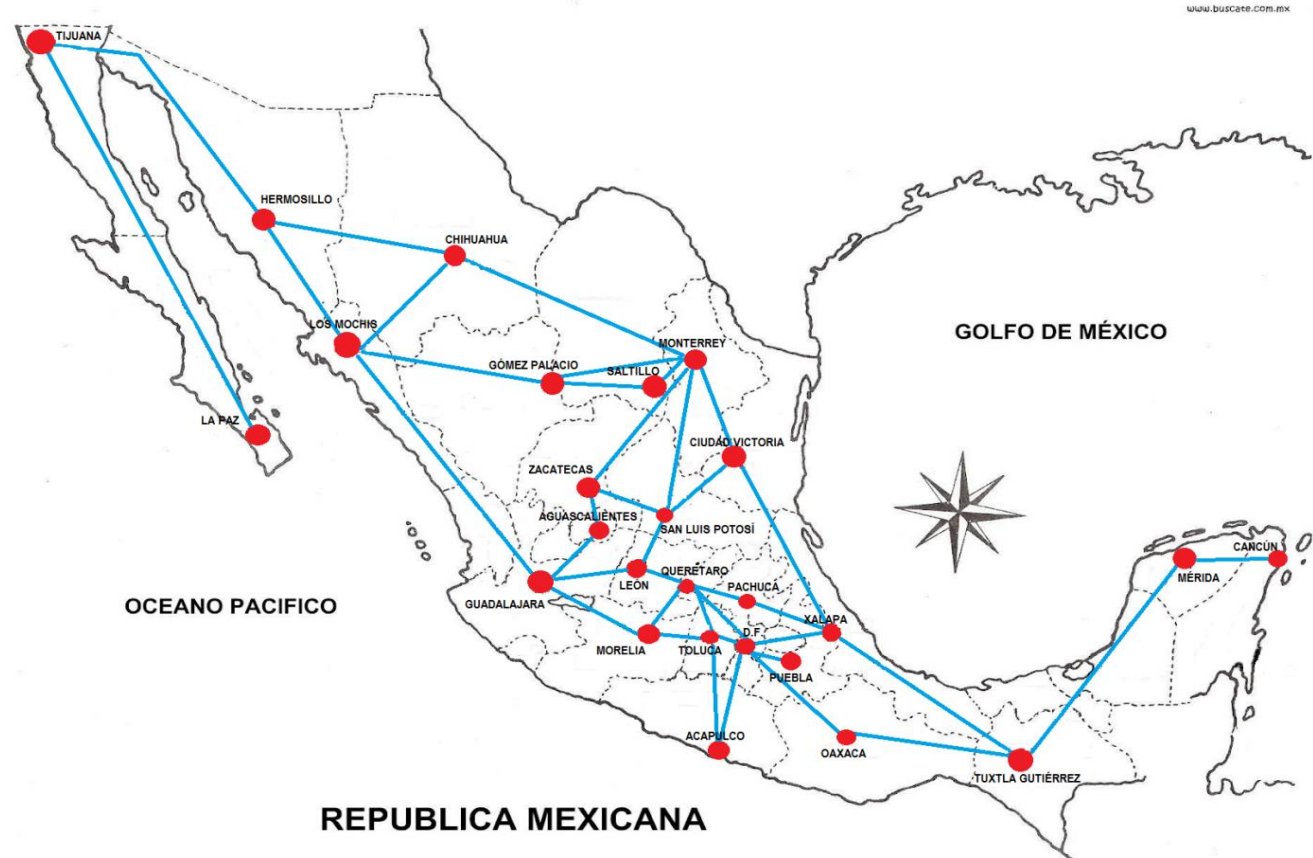 www.buscate.com.mx
TIJUANA
HERMOSILLO
CHIHUAHUA
LOS MOCHIS
GOLFO DE MÉXICO
MONTERREY
GÓMEZ PALACIO
SALTILLO
LA PAZ
CIUDAD VICTORIA
ZACATECAS
AGUASCALIENTES
SAN LUIS POTOSÍ
CANCÚN
QUERÉTARO
MÉRIDA
LEÓN
PACHUCA
OCEANO PACIFICO
GUADALAJARA
XALAPA
D.F.
MORELIA
TOLUCA
PUEBLA
ACAPULCO
OAXACA
TUXTLA GUTIÉRREZ
REPUBLICA MEXICANA